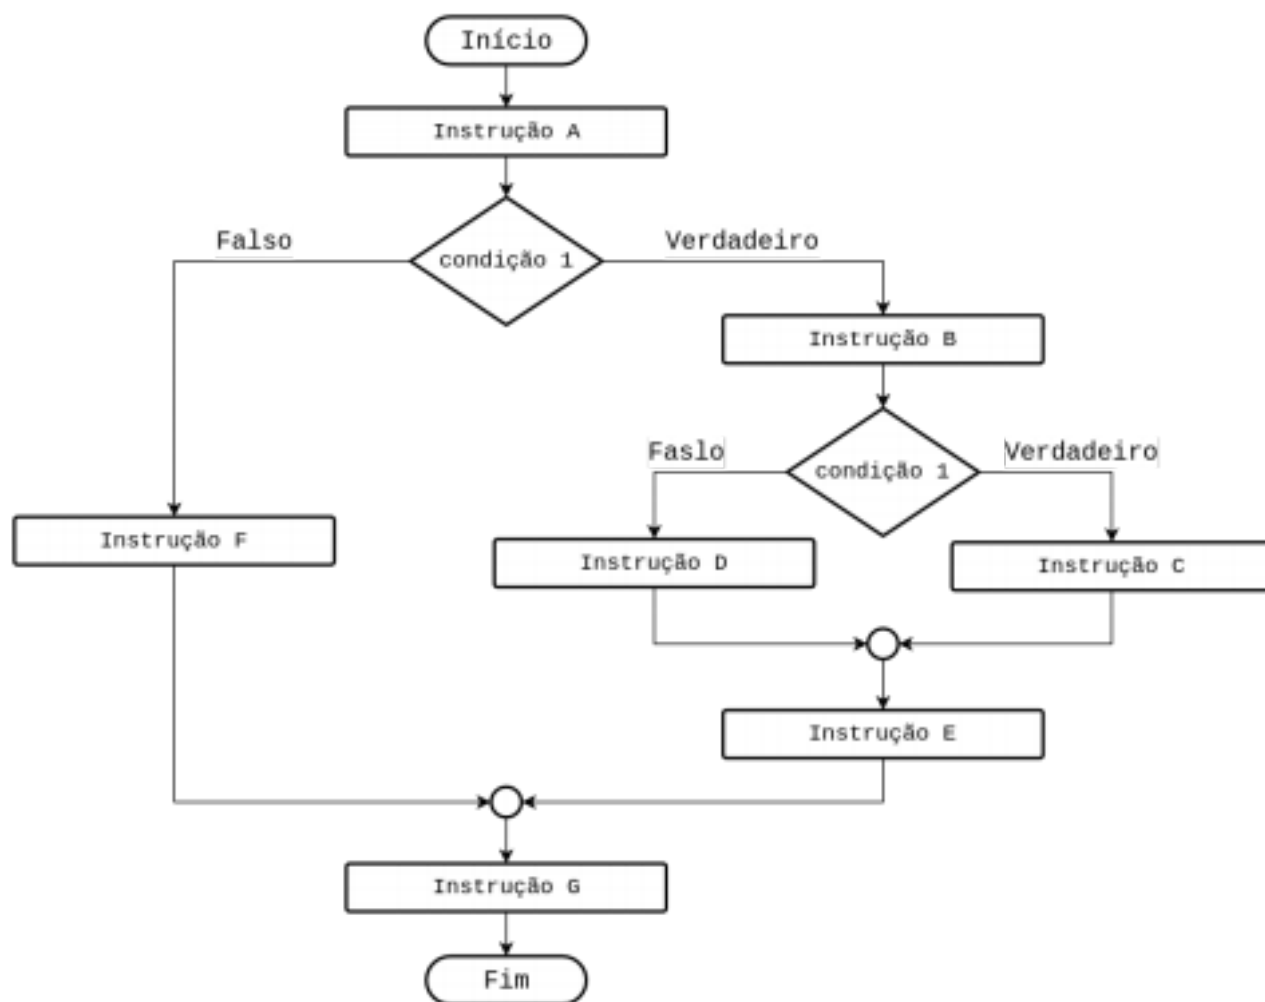 Início
Instrução A
Falso
condição 1
Verdadeiro
Instrução B
Faslo
condição 1
Verdadeiro
Instrução F
Instrução D
Instrução C
Instrução E
Instrução G
Fim